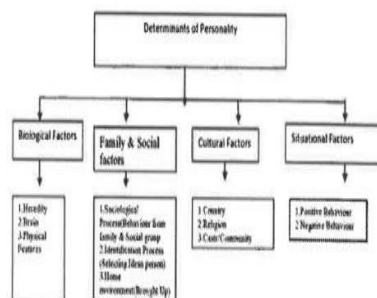 Determinants of Personality
Biological Factors
Family & Social
factors
Cultural Factors
Situational Factors
1.Heredity
2 Brain
3.Physical
Features
1.Sociological
Process(Behaviour from
family & Social group
2 Identification Process
(Selecting Ideas person)
3.Home
environment(Brought Up)
1 Country
2 Religion
3.Caste/Community
1.Positive Behaviour
2 Negative Behaviour